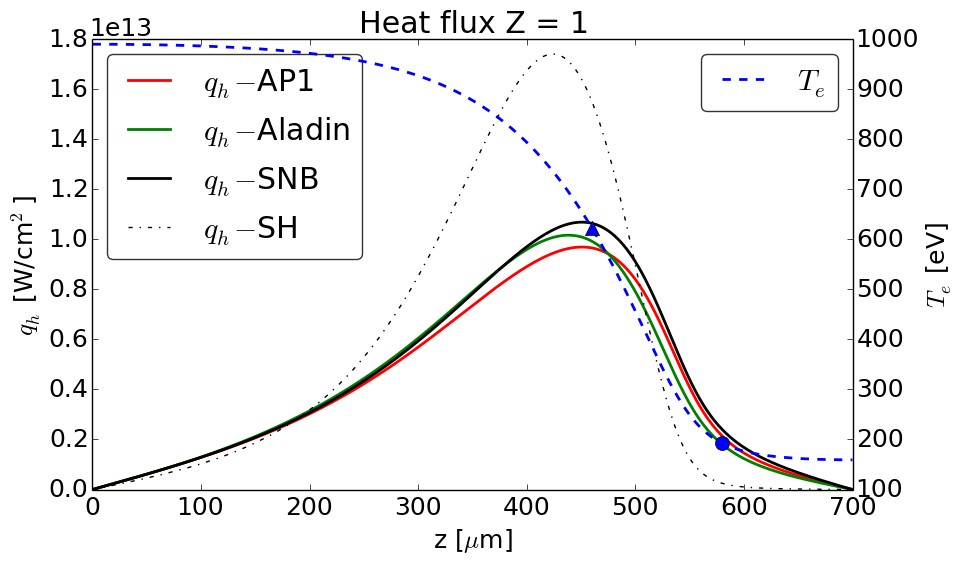 Heat flux Z = 1
1e13
1.8
1.6
1.4
1.2
1.0
0.8
0.6
0.4
0.2
0.0
q_h [W/cm²]
q_h −AP1
q_h −Aladin
q_h −SNB
q_h −SH
T_e
1000
900
800
700
600
500
400
300
200
100
T_e [eV]
0 100 200 300 400 500 600 700
z [μm]